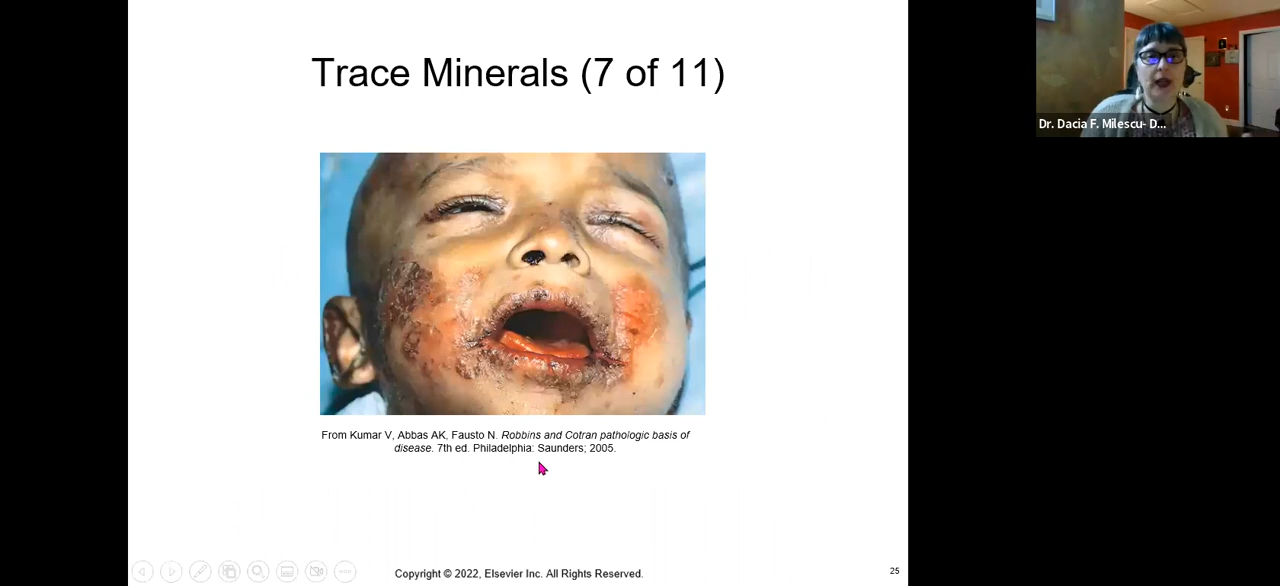 Trace Minerals (7 of 11)
Dr. Dacia F. Milescu- D...
From Kumar V, Abbas AK, Fausto N. Robbins and Cotran pathologic basis of
disease. 7th ed. Philadelphia: Saunders; 2005.
Copyright © 2022, Elsevier Inc. All Rights Reserved.
25